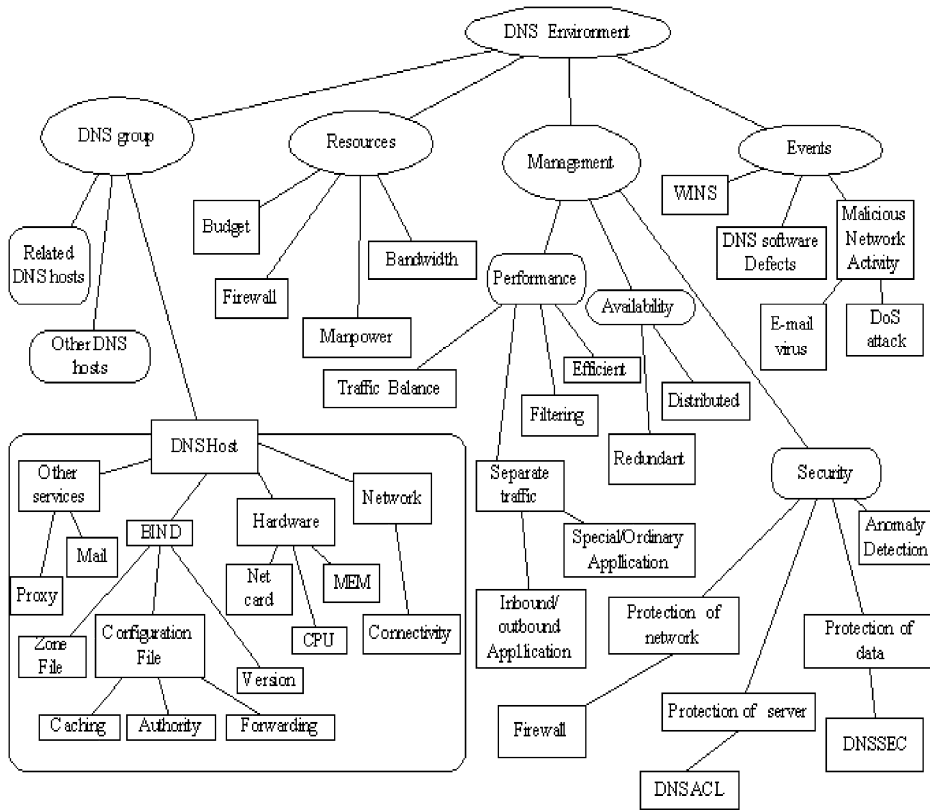 DNS Environment
DNS group
Resources
Management
Events
WINS
Budget
Malicious
Network
Activity
DNS software
Defects
Related
DNS hosts
Bandwidth
Performance
Firewall
Availability
E-mail
virus
DoS
attack
Manpower
Other DNS
hosts
Efficient
Traffic Balance
Distributed
Filtering
DNSHost
Redundant
Other
services
Separate
traffic
Security
Network
Hardware
BIND
Anomaly
Detection
Mail
Special/Ordinary
Application
Net
card
MEM
Proxy
Inbound/
outbound
Appllication
Protection of
network
Configuration
File
Connectivity
CPU
Protection of
data
Zone
File
Version
Caching
Authority
Forwarding
Firewall
Protection of server
DNSSEC
DNSACL